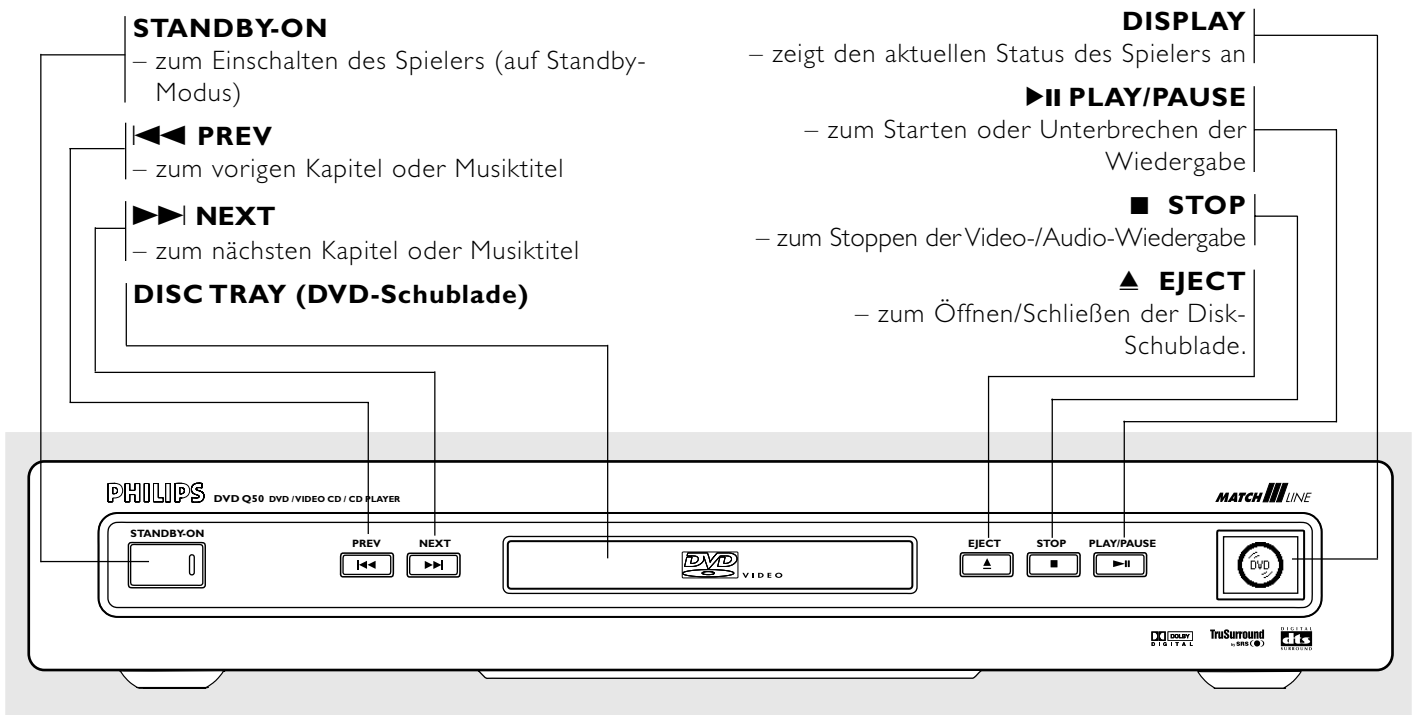 STANDBY-ON
– zum Einschalten des Spielers (auf Standby-
Modus)
|◀◀ PREV
– zum vorigen Kapitel oder Musiktitel
▶▶| NEXT
– zum nächsten Kapitel oder Musiktitel
DISC TRAY (DVD-Schublade)
DISPLAY
– zeigt den aktuellen Status des Spielers an
▶II PLAY/PAUSE
– zum Starten oder Unterbrechen der
Wiedergabe
■ STOP
– zum Stoppen der Video-/Audio-Wiedergabe
▲ EJECT
– zum Öffnen/Schließen der Disk-
Schublade.
PHILIPS DVD Q50 DVD / VIDEO CD / CD PLAYER
MATCH LINE
STANDBY-ON
PREV
NEXT
DVD
VIDEO
EJECT
STOP
PLAY/PAUSE
DVD
DOLBY
DIGITAL
TruSurround
by SRS
DIGITAL
dts
SURROUND